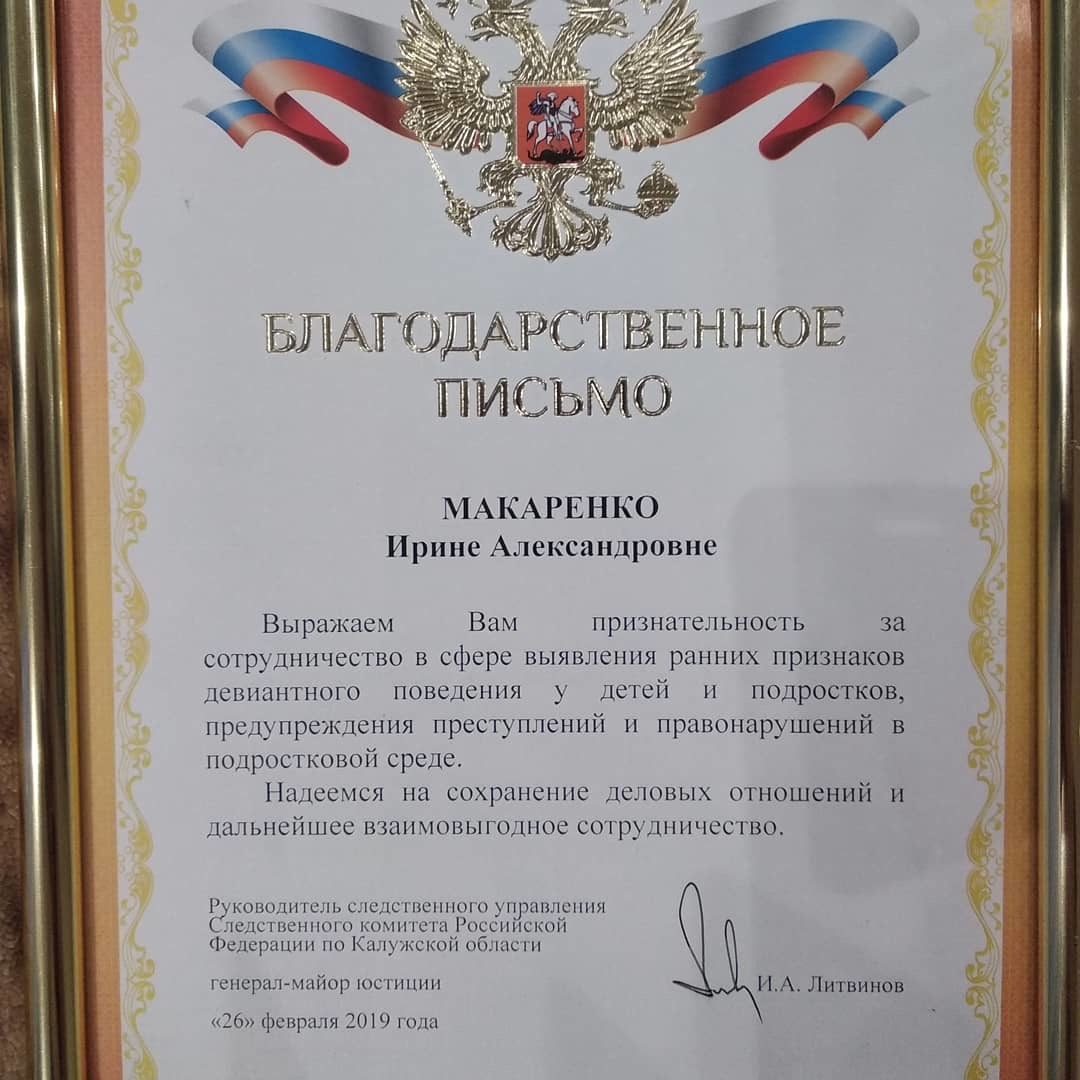 БЛАГОДАРСТВЕННОЕ
ПИСЬМО
МАКАРЕНКО
Ирине Александровне
Выражаем Вам признательность за
сотрудничество в сфере выявления ранних признаков
девиантного поведения у детей и подростков,
предупреждения преступлений и правонарушений в
подростковой среде.
Надеемся на сохранение деловых отношений и
дальнейшее взаимовыгодное сотрудничество.
Руководитель следственного управления
Следственного комитета Российской
Федерации по Калужской области
генерал-майор юстиции
И.А. Литвинов
«26» февраля 2019 года